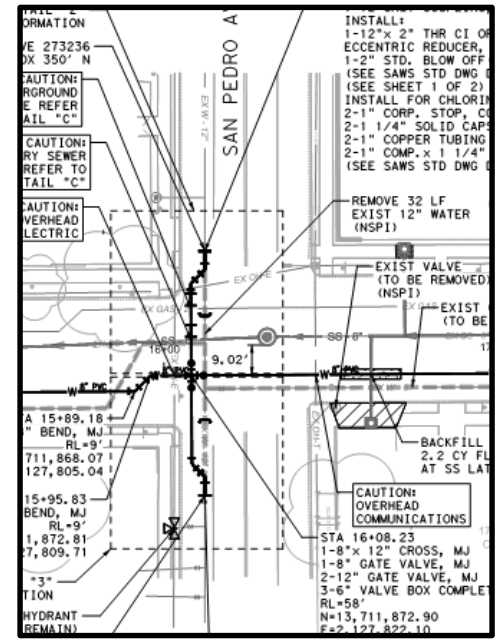 TAIL "2"
ORMATION
VE 273236
OX 350' N
CAUTION:
RGROUND
E REFER
AIL "C"
CAUTION:
RY SEWER
REFER TO
TAIL "C"
CAUTION:
VERHEAD
LECTRIC
EX W - 12"
SAN PEDRO A
INSTALL:
1-12"x 2" THR CI OR
ECCENTRIC REDUCER,
1-2" STD. BLOW OFF
(SEE SAWS STD DWG
(SEE SHEET 1 OF 2)
INSTALL FOR CHLORIN
2-1" CORP. STOP, CO
2-1 1/4" SOLID CAPS
2-1" COPPER TUBING
2-1" COMP.x 1 1/4"
(SEE SAWS STD DWG
REMOVE 32 LF
EXIST 12" WATER
(NSPI)
EXIST VALVE
(TO BE REMOVED)
(NSPI)
EXIST
(TO BE
EX GAS
SS
SS - 8"
16+00
9.02'
W 8" PVC
8" PVC
W
TA 15+89.18
" BEND, MJ
RL=9'
711,868.07
127,805.04
15+95.83
BEND, MJ
RL=9'
1,872.81
27,809.71
"3"
TION
HYDRANT
REMAIN)
BACKFILL
2.2 CY FL
AT SS LAT
CAUTION:
OVERHEAD
COMMUNICATIONS
STA 16+08.23
1-8"x 12" CROSS, MJ
1-8" GATE VALVE, MJ
2-12" GATE VALVE, MJ
3-6" VALVE BOX COMPLET
RL=58'
N=13,711,872.90
E=2,127,822.10